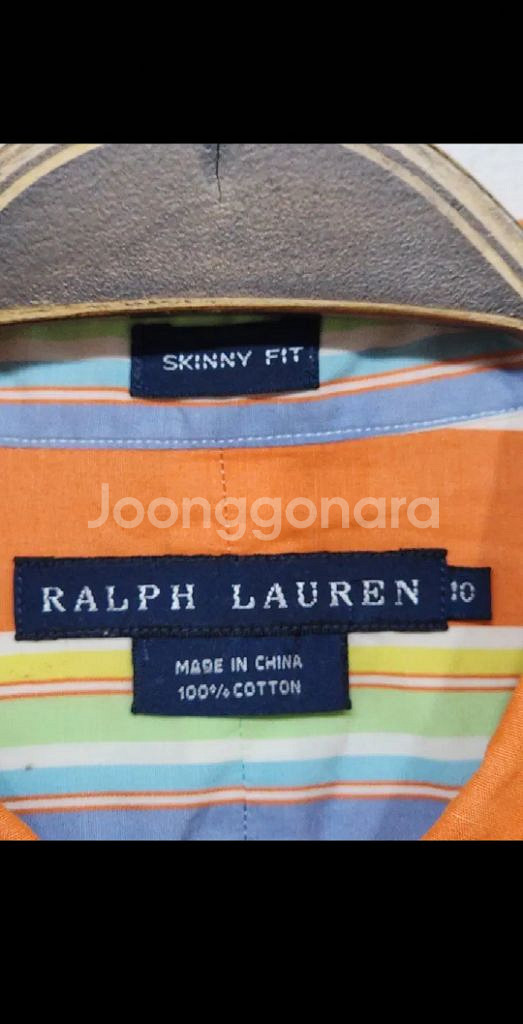 SKINNY FIT
Joonggonara
RALPH LAUREN 10
MADE IN CHINA
100% COTTON